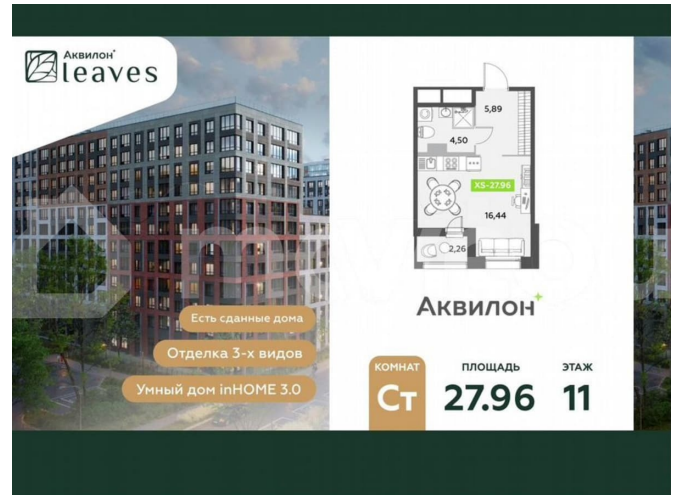 Аквилон
leaves
Есть сданные дома
Отделка 3-х видов
Умный дом inHOME 3.0
5,89
4,50
XS-27.96
16,44
2,26
Аквилон
КОМНАТ
Ст
ПЛОЩАДЬ
27.96
ЭТАЖ
11